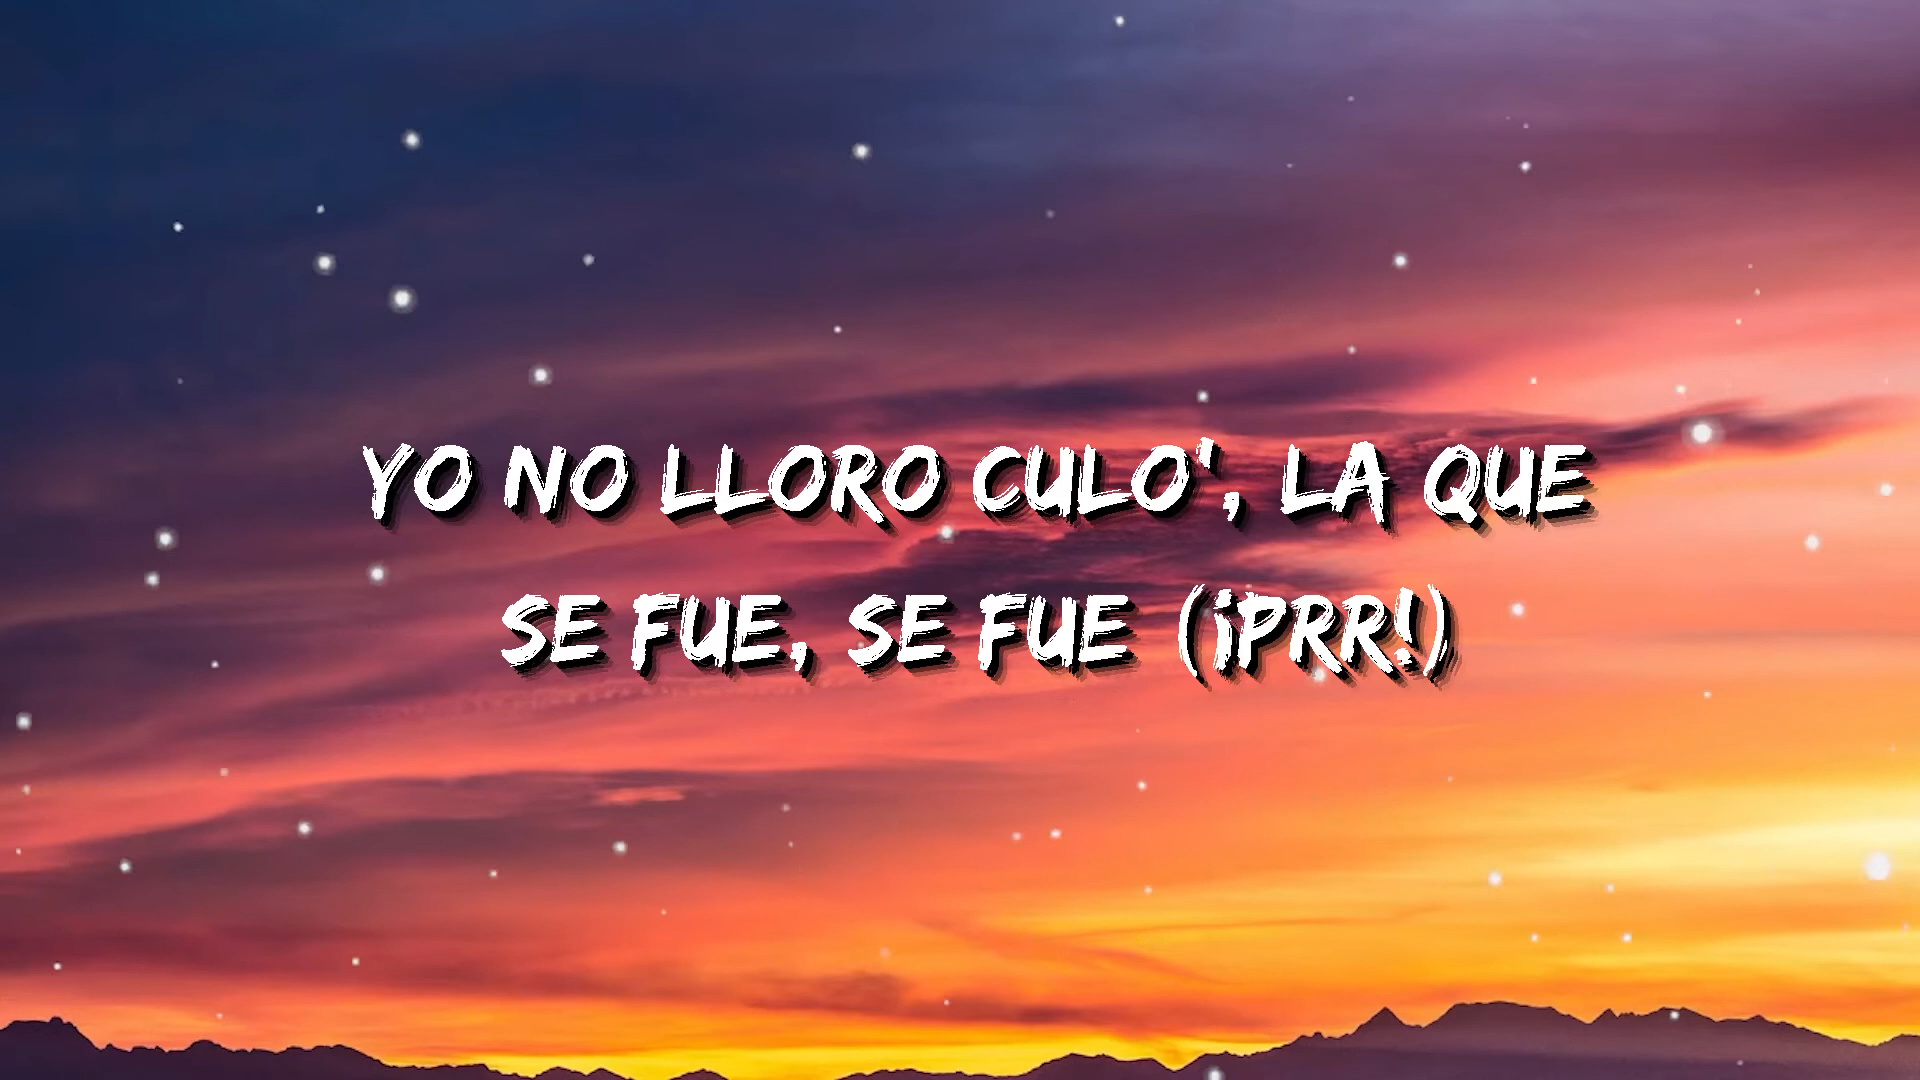 YO NO LLORO CULO', LA QUE
SE FUE, SE FUE (¡PRR!)